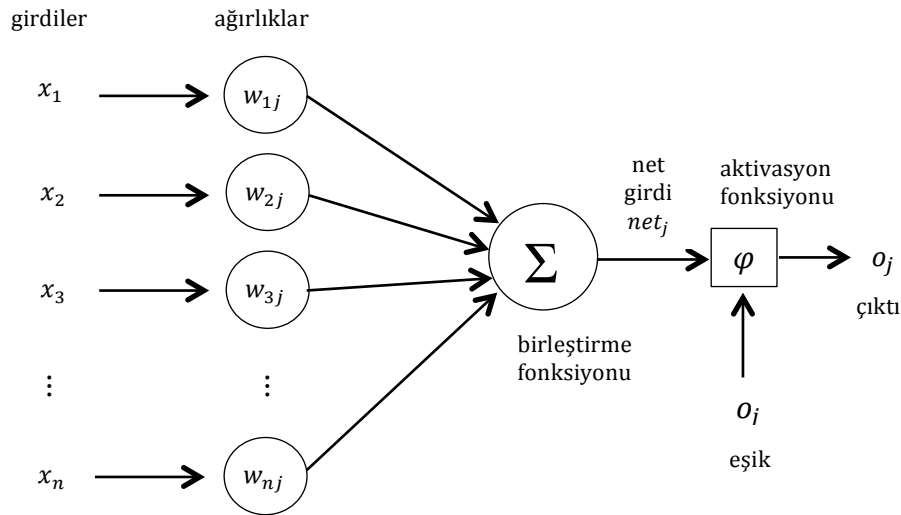 girdiler
ağırlıklar
x₁
w₁ⱼ
x₂
w₂ⱼ
net
girdi
netⱼ
aktivasyon
fonksiyonu
x₃
w₃ⱼ
Σ
φ
oⱼ
çıktı
birleştirme
fonksiyonu
⋮
⋮
oⱼ
eşik
xₙ
wₙⱼ